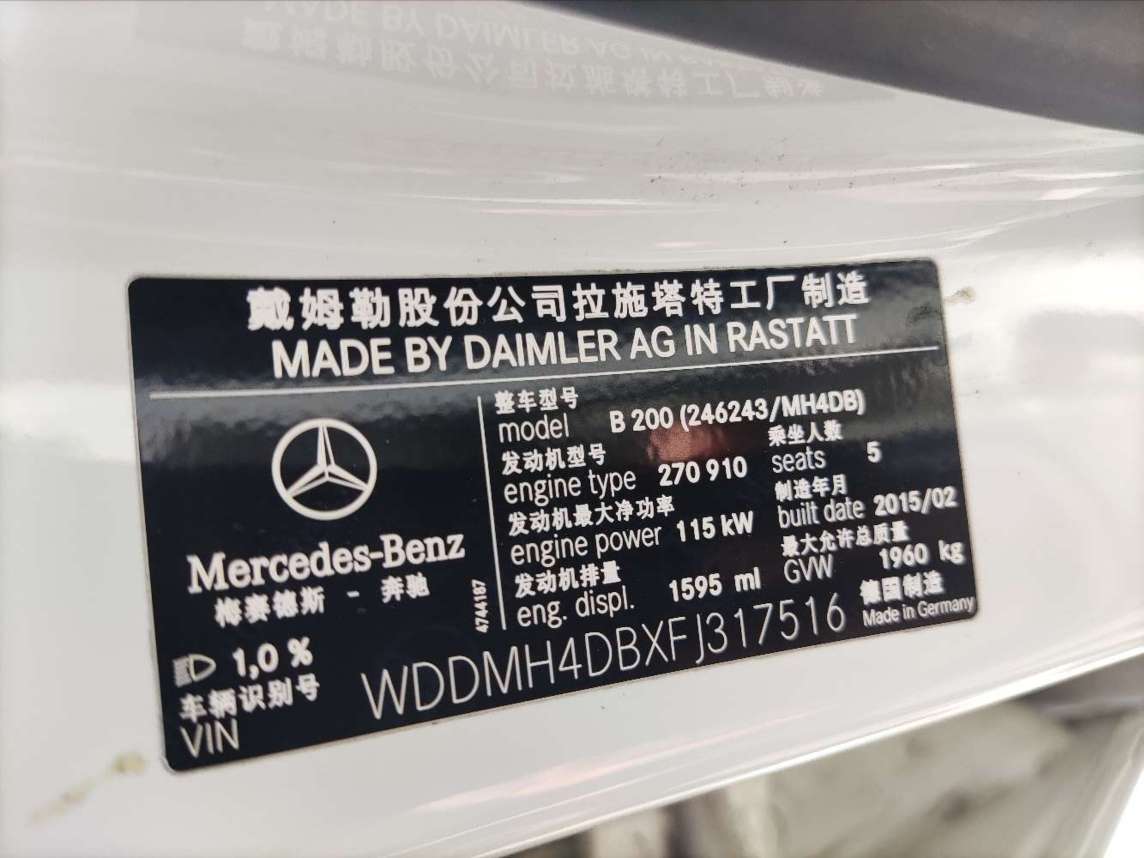 戴姆勒股份公司拉施塔特工厂制造
MADE BY DAIMLER AG IN RASTATT
整车型号
model B 200 (246243/MH4DB)
发动机型号 乘坐人数
engine type 270 910 seats 5
发动机最大净功率 制造年月
engine power 115 kW built date 2015/02
发动机排量 最大允许总质量
eng. displ. 1595 ml GVW 1960 kg
德国制造
Made in Germany
Mercedes-Benz
梅赛德斯 - 奔驰
4744187
1,0 %
车辆识别号
VIN WDDMH4DBXFJ317516